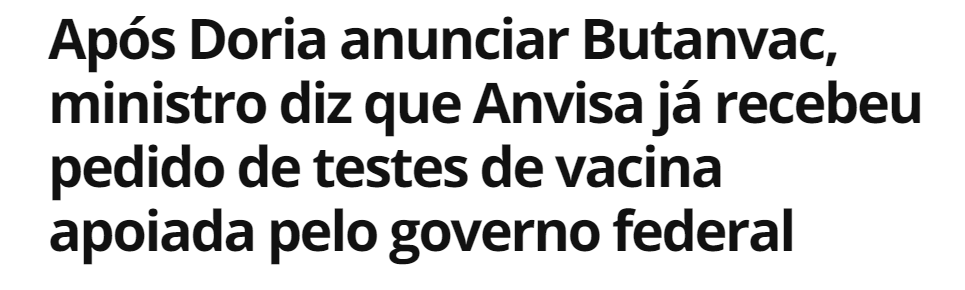 Após Doria anunciar Butanvac,
ministro diz que Anvisa já recebeu
pedido de testes de vacina
apoiada pelo governo federal